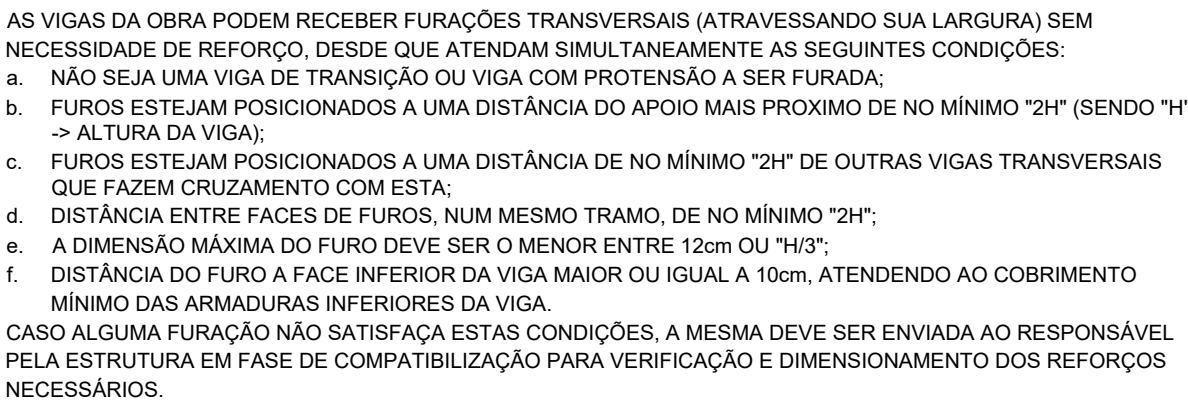 AS VIGAS DA OBRA PODEM RECEBER FURAÇÕES TRANSVERSAIS (ATRAVESSANDO SUA LARGURA) SEM
NECESSIDADE DE REFORÇO, DESDE QUE ATENDAM SIMULTANEAMENTE AS SEGUINTES CONDIÇÕES:
a. NÃO SEJA UMA VIGA DE TRANSIÇÃO OU VIGA COM PROTENSÃO A SER FURADA;
b. FUROS ESTEJAM POSICIONADOS A UMA DISTÂNCIA DO APOIO MAIS PROXIMO DE NO MÍNIMO "2H" (SENDO "H'
-> ALTURA DA VIGA);
c. FUROS ESTEJAM POSICIONADOS A UMA DISTÂNCIA DE NO MÍNIMO "2H" DE OUTRAS VIGAS TRANSVERSAIS
QUE FAZEM CRUZAMENTO COM ESTA;
d. DISTÂNCIA ENTRE FACES DE FUROS, NUM MESMO TRAMO, DE NO MÍNIMO "2H";
e. A DIMENSÃO MÁXIMA DO FURO DEVE SER O MENOR ENTRE 12cm OU "H/3";
f. DISTÂNCIA DO FURO A FACE INFERIOR DA VIGA MAIOR OU IGUAL A 10cm, ATENDENDO AO COBRIMENTO
MÍNIMO DAS ARMADURAS INFERIORES DA VIGA.
CASO ALGUMA FURAÇÃO NÃO SATISFAÇA ESTAS CONDIÇÕES, A MESMA DEVE SER ENVIADA AO RESPONSÁVEL
PELA ESTRUTURA EM FASE DE COMPATIBILIZAÇÃO PARA VERIFICAÇÃO E DIMENSIONAMENTO DOS REFORÇOS
NECESSÁRIOS.